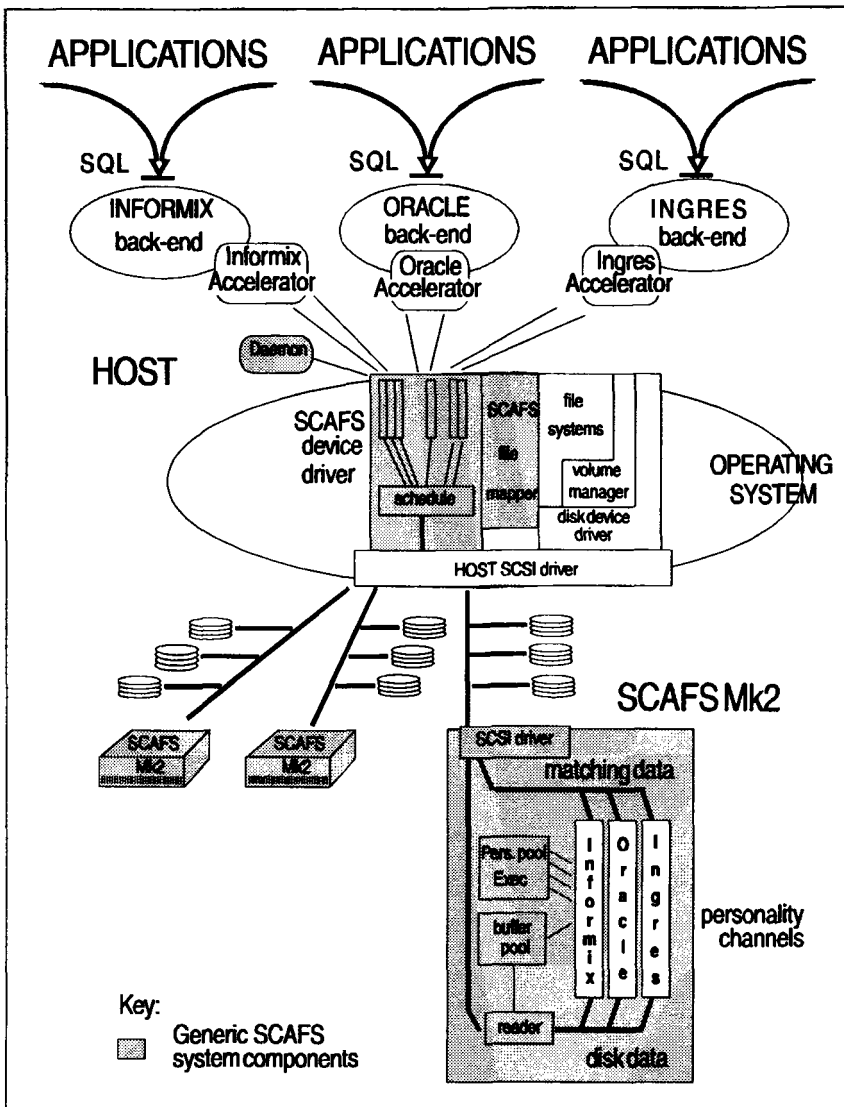 APPLICATIONS
APPLICATIONS
APPLICATIONS
SQL
SQL
SQL
INFORMIX
back-end
ORACLE
back-end
INGRES
back-end
Informix
Accelerator
Oracle
Accelerator
Ingres
Accelerator
Daemon
HOST
SCAFS
device
driver
schedule
SCAFS
file
mapper
file
systems
volume
manager
disk device
driver
OPERATING
SYSTEM
HOST SCSI driver
SCAFS Mk2
SCAFS
Mk2
SCAFS
Mk2
SCSI driver
matching data
Pers. pool
Exec
buffer
pool
Informix
Oracle
Ingres
personality
channels
reader
disk data
Key:
Generic SCAFS
system components